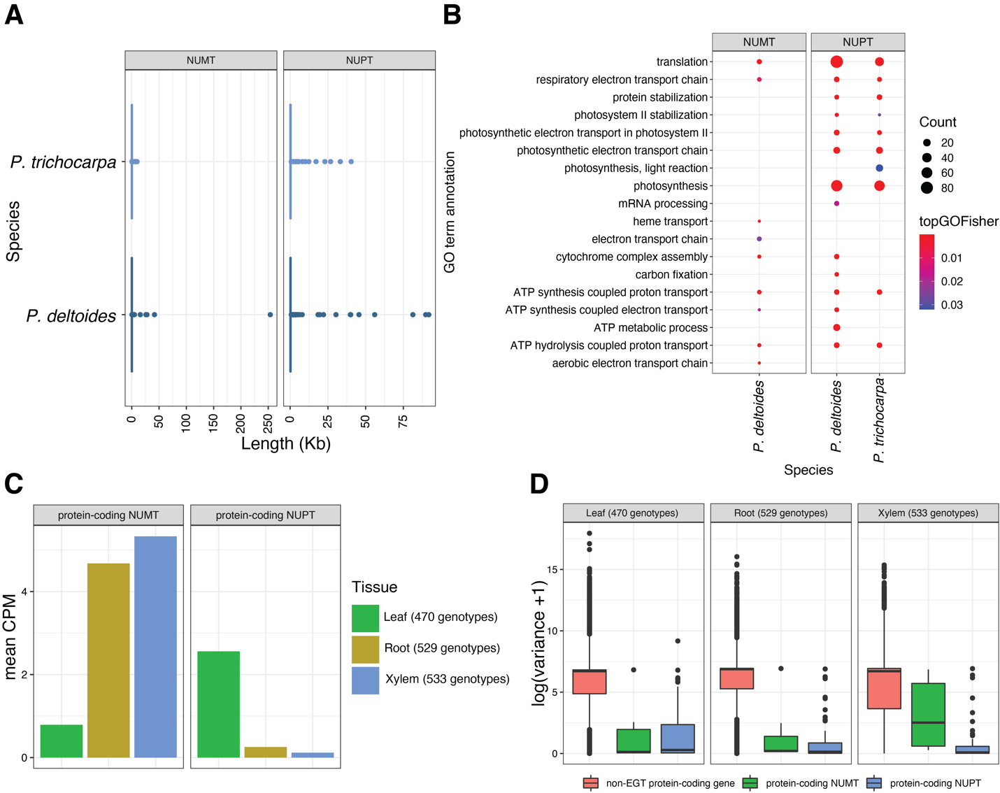 A
NUMT
NUPT
P. trichocarpa
P. deltoides
Species
0
50
100
150
200
250
0
25
50
75
Length (Kb)
B
NUMT
NUPT
GO term annotation
translation
respiratory electron transport chain
protein stabilization
photosystem II stabilization
photosynthetic electron transport in photosystem II
photosynthetic electron transport chain
photosynthesis, light reaction
photosynthesis
mRNA processing
heme transport
electron transport chain
cytochrome complex assembly
carbon fixation
ATP synthesis coupled proton transport
ATP synthesis coupled electron transport
ATP metabolic process
ATP hydrolysis coupled proton transport
aerobic electron transport chain
P. deltoides
P. deltoides
P. trichocarpa
Species
Count
20
40
60
80
topGOFisher
0.01
0.02
0.03
C
protein-coding NUMT
protein-coding NUPT
mean CPM
4
2
0
Tissue
Leaf (470 genotypes)
Root (529 genotypes)
Xylem (533 genotypes)
D
Leaf (470 genotypes)
Root (529 genotypes)
Xylem (533 genotypes)
log(variance +1)
15
10
5
0
non-EGT protein-coding gene
protein-coding NUMT
protein-coding NUPT